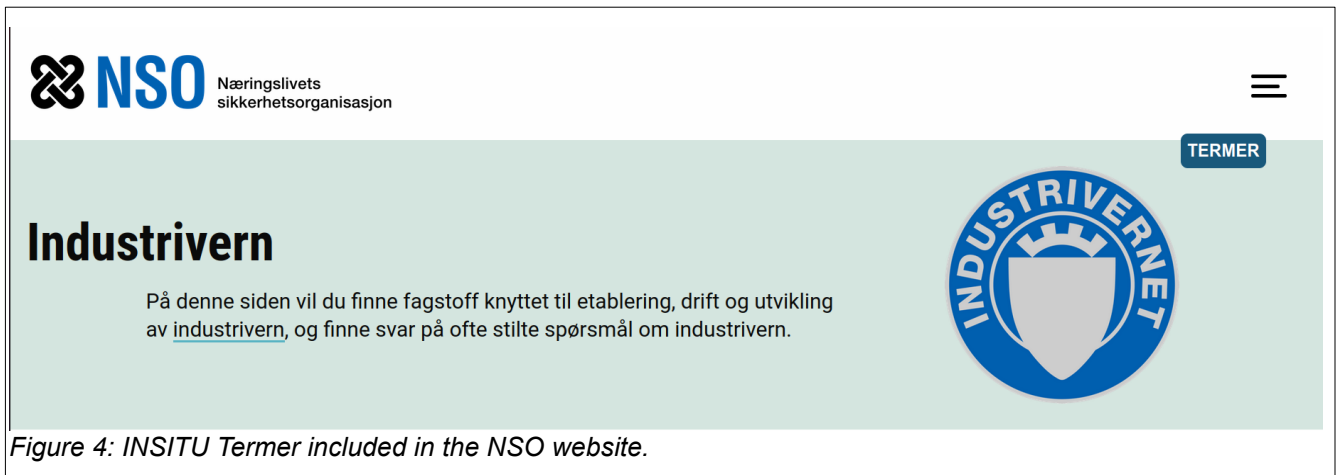 NSO
Næringslivets
sikkerhetsorganisasjon
TERMER
Industrivern
På denne siden vil du finne fagstoff knyttet til etablering, drift og utvikling
av industrivern, og finne svar på ofte stilte spørsmål om industrivern.
INDUSTRIVERNET
Figure 4: INSITU Termer included in the NSO website.